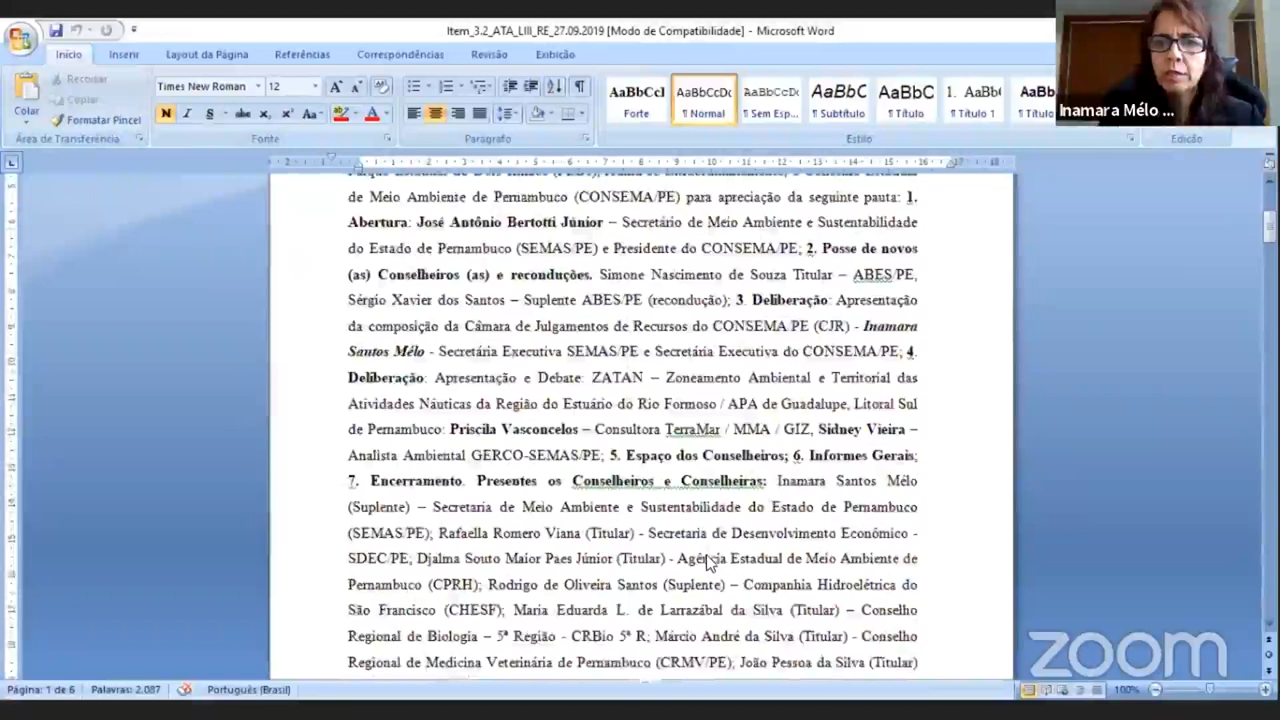 Item_3.2_ATA_LIII_RE_27.09.2019 [Modo de Compatibilidade] - Microsoft Word
Início Inserir Layout da Página Referências Correspondências Revisão Exibição
Recortar
Copiar
Formatar Pincel
Colar
Times New Roman 12
AaBbCcl AaBbCcDc AaBbCcDc AaBbC AaBbC 1. AaBb( AaBb
Forte ¶ Normal ¶ Sem Esp... ¶ Subtítulo ¶ Título ¶ Título 1 ¶ Título
Área de Transferência Fonte Parágrafo Estilo Edição
Inamara Mélo ...
de Meio Ambiente de Pernambuco (CONSEMA/PE) para apreciação da seguinte pauta: 1.
Abertura: José Antônio Bertotti Júnior – Secretário de Meio Ambiente e Sustentabilidade
do Estado de Pernambuco (SEMAS/PE) e Presidente do CONSEMA/PE; 2. Posse de novos
(as) Conselheiros (as) e reconduções. Simone Nascimento de Souza Titular – ABES/PE,
Sérgio Xavier dos Santos – Suplente ABES/PE (recondução); 3. Deliberação: Apresentação
da composição da Câmara de Julgamentos de Recursos do CONSEMA PE (CJR) - Inamara
Santos Mélo - Secretária Executiva SEMAS/PE e Secretária Executiva do CONSEMA/PE; 4.
Deliberação: Apresentação e Debate: ZATAN – Zoneamento Ambiental e Territorial das
Atividades Náuticas da Região do Estuário do Rio Formoso / APA de Guadalupe, Litoral Sul
de Pernambuco: Priscila Vasconcelos – Consultora TerraMar / MMA / GIZ, Sidney Vieira –
Analista Ambiental GERCO-SEMAS/PE; 5. Espaço dos Conselheiros; 6. Informes Gerais;
7. Encerramento. Presentes os Conselheiros e Conselheiras: Inamara Santos Mélo
(Suplente) – Secretaria de Meio Ambiente e Sustentabilidade do Estado de Pernambuco
(SEMAS/PE); Rafaella Romero Viana (Titular) - Secretaria de Desenvolvimento Econômico -
SDEC/PE; Djalma Souto Maior Paes Júnior (Titular) - Agência Estadual de Meio Ambiente de
Pernambuco (CPRH); Rodrigo de Oliveira Santos (Suplente) – Companhia Hidroelétrica do
São Francisco (CHESF); Maria Eduarda L. de Larrazábal da Silva (Titular) – Conselho
Regional de Biologia – 5ª Região - CRBio 5ª R; Márcio André da Silva (Titular) - Conselho
Regional de Medicina Veterinária de Pernambuco (CRMV/PE); João Pessoa da Silva (Titular)
zoom
Página: 1 de 6 Palavras: 2.087 Português (Brasil) 100%